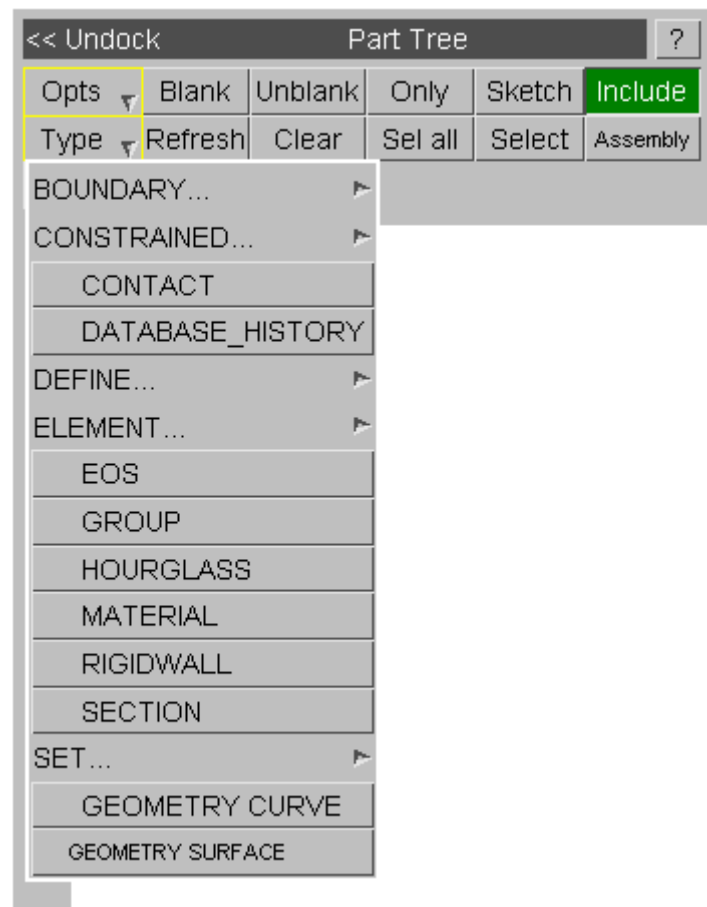 << Undock Part Tree ?
Opts Blank Unblank Only Sketch Include
Type Refresh Clear Sel all Select Assembly
BOUNDARY...
CONSTRAINED...
CONTACT
DATABASE_HISTORY
DEFINE...
ELEMENT...
EOS
GROUP
HOURGLASS
MATERIAL
RIGIDWALL
SECTION
SET...
GEOMETRY CURVE
GEOMETRY SURFACE